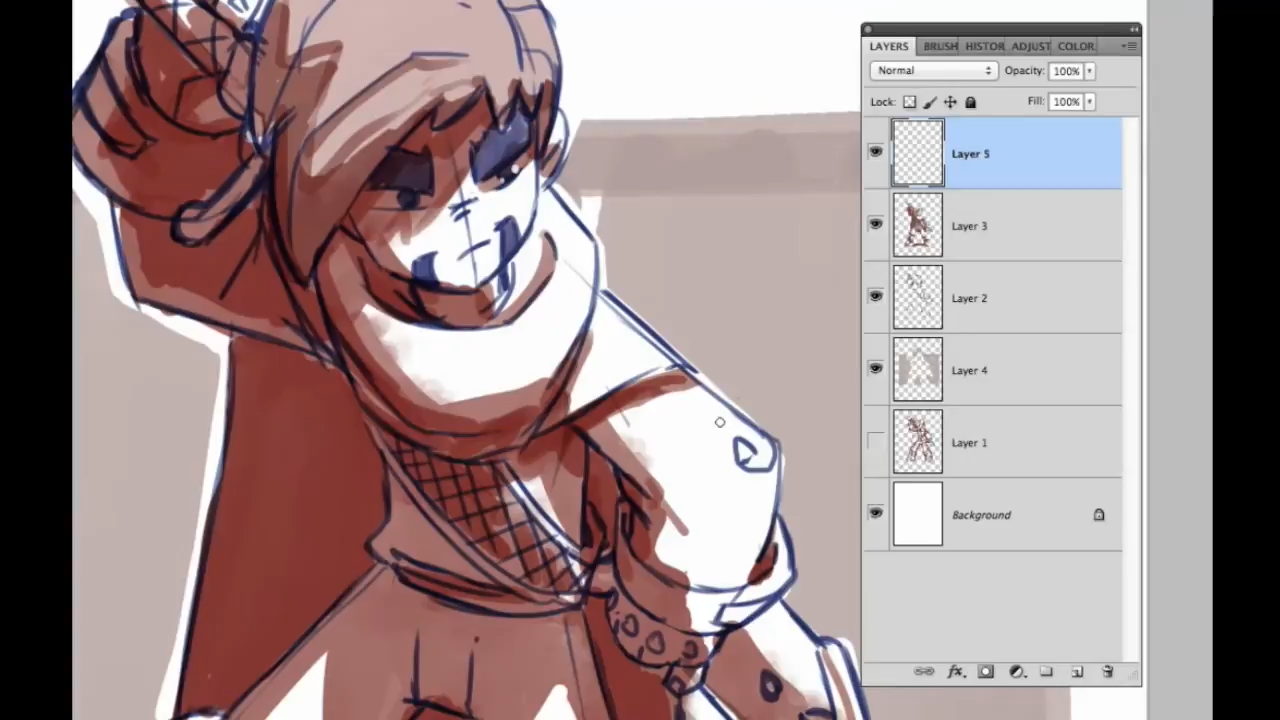 LAYERS BRUSH HISTOR ADJUST COLOR
Normal Opacity: 100%
Lock: Fill: 100%
Layer 5
Layer 3
Layer 2
Layer 4
Layer 1
Background
fx